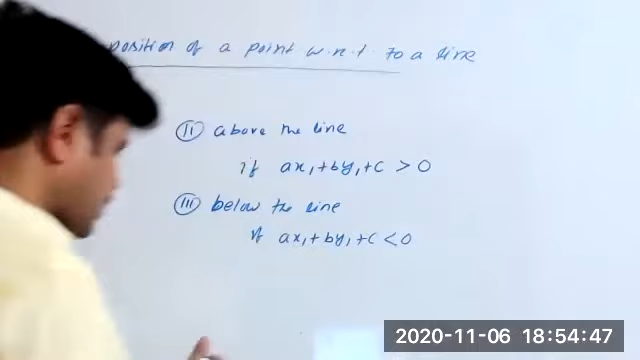 position of a point w.r.t. to a line
(II) above the line
if ax₁+by₁+c > 0
(III) below the line
if ax₁+by₁+c < 0
2020-11-06 18:54:47